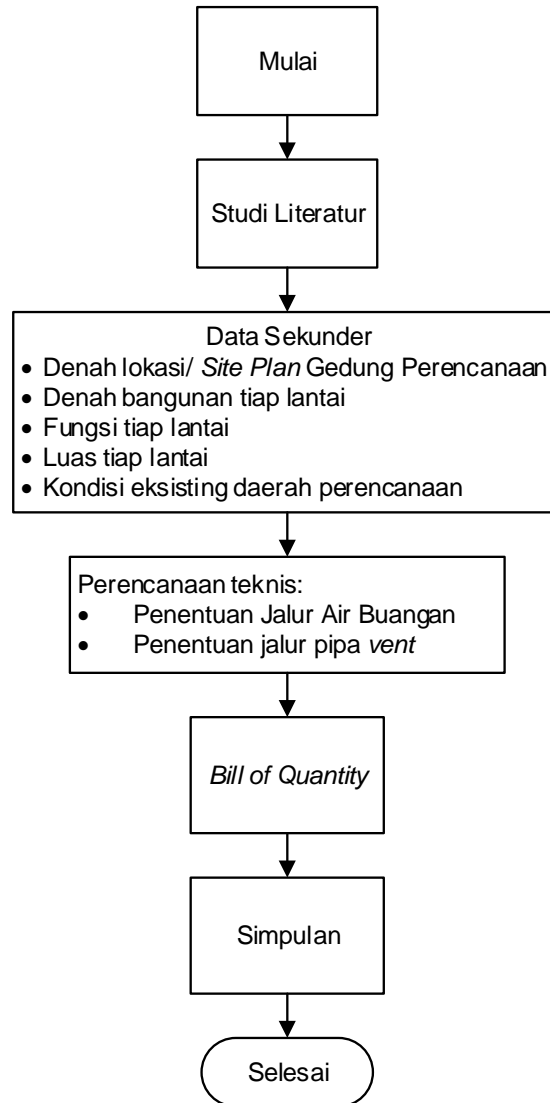 Mulai
Studi Literatur
Data Sekunder
• Denah lokasi/ Site Plan Gedung Perencanaan
• Denah bangunan tiap lantai
• Fungsi tiap lantai
• Luas tiap lantai
• Kondisi eksisting daerah perencanaan
Perencanaan teknis:
• Penentuan Jalur Air Buangan
• Penentuan jalur pipa vent
Bill of Quantity
Simpulan
Selesai